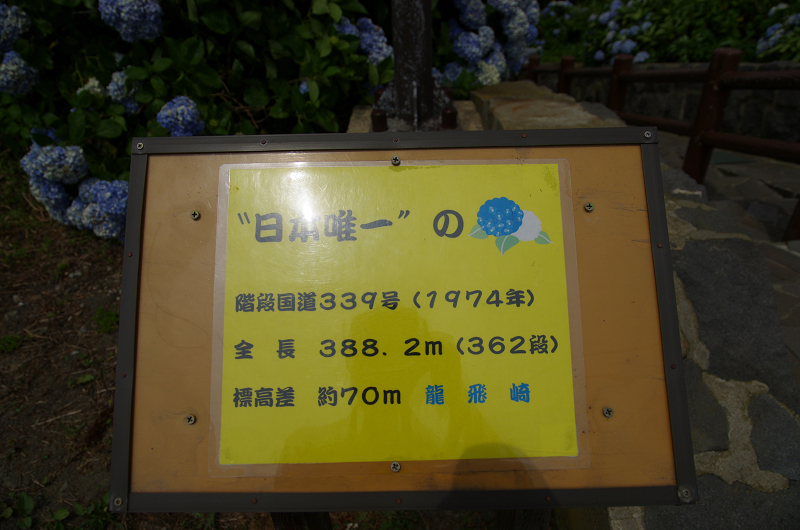 “日本唯一”の
階段国道339号（1974年）
全　長　388．2m（362段）
標高差　約70m　龍　飛　崎